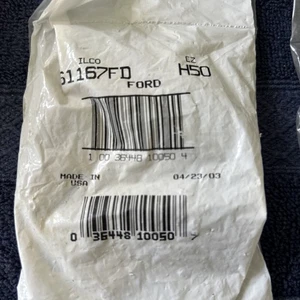 ILCO EZ
S1167FD H50
FORD
1 00 36448 10050 4
MADE IN 04/23/03
USA
0 36448 10050 7